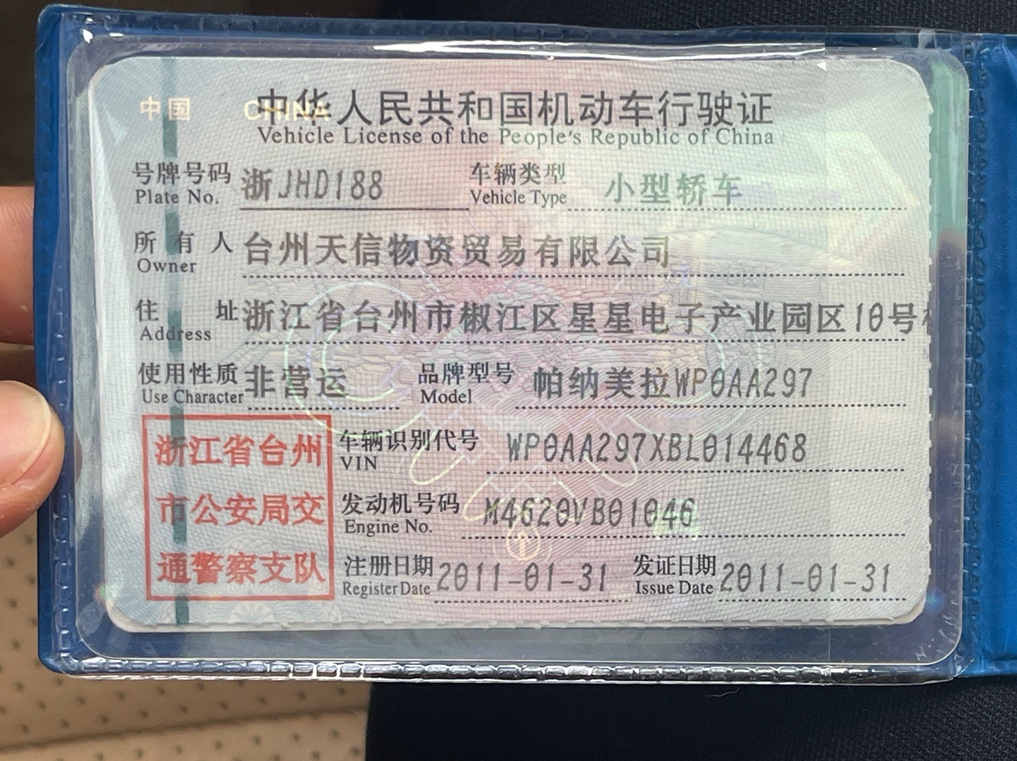 中国 CHINA
中华人民共和国机动车行驶证
Vehicle License of the People's Republic of China
号牌号码 浙JHD188 车辆类型 小型轿车
Plate No. Vehicle Type
所有人 台州天信物资贸易有限公司
Owner
住址 浙江省台州市椒江区星星电子产业园区10号
Address
使用性质 非营运 品牌型号 帕纳美拉WP0AA297
Use Character Model
浙江省台州
市公安局交
通警察支队
车辆识别代号 WP0AA297XBL014468
VIN
发动机号码 M4620VB01046
Engine No.
注册日期 2011-01-31 发证日期 2011-01-31
Register Date Issue Date